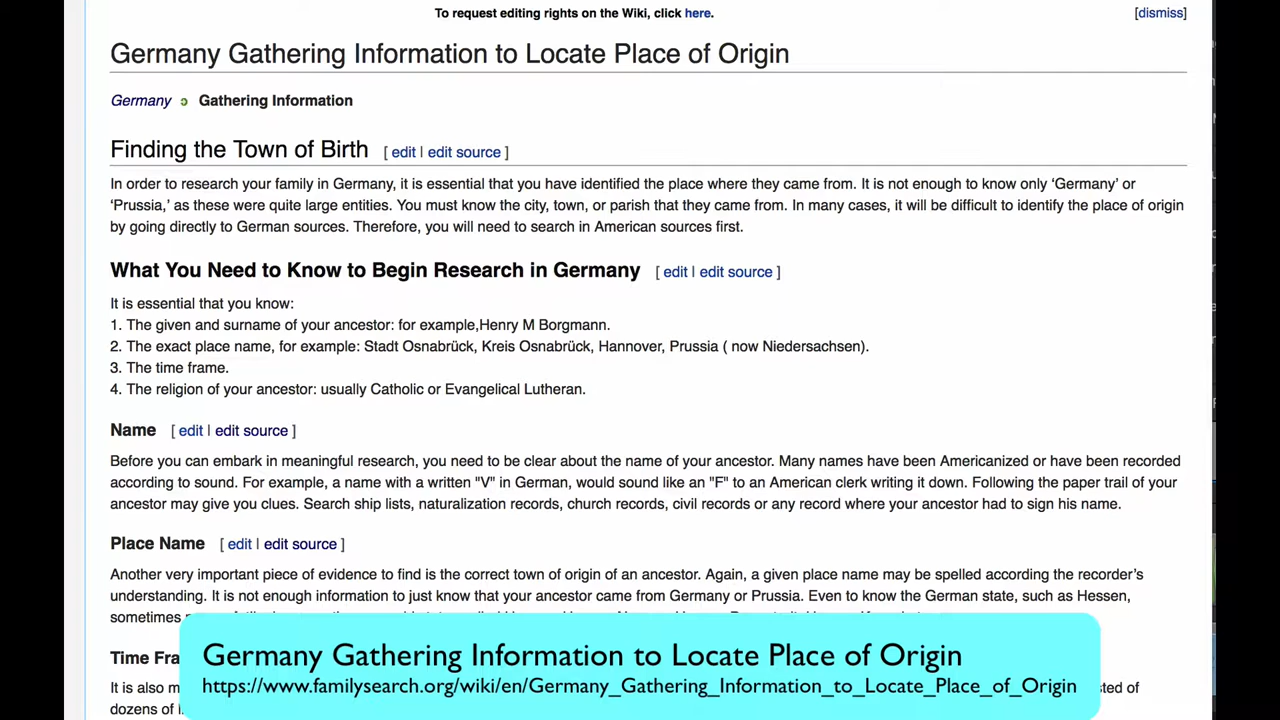 To request editing rights on the Wiki, click here.
[dismiss]
Germany Gathering Information to Locate Place of Origin
Germany Gathering Information
Finding the Town of Birth [ edit | edit source ]
In order to research your family in Germany, it is essential that you have identified the place where they came from. It is not enough to know only ‘Germany’ or
‘Prussia,’ as these were quite large entities. You must know the city, town, or parish that they came from. In many cases, it will be difficult to identify the place of origin
by going directly to German sources. Therefore, you will need to search in American sources first.
What You Need to Know to Begin Research in Germany [ edit | edit source ]
It is essential that you know:
1. The given and surname of your ancestor: for example,Henry M Borgmann.
2. The exact place name, for example: Stadt Osnabrück, Kreis Osnabrück, Hannover, Prussia ( now Niedersachsen).
3. The time frame.
4. The religion of your ancestor: usually Catholic or Evangelical Lutheran.
Name [ edit | edit source ]
Before you can embark in meaningful research, you need to be clear about the name of your ancestor. Many names have been Americanized or have been recorded
according to sound. For example, a name with a written "V" in German, would sound like an "F" to an American clerk writing it down. Following the paper trail of your
ancestor may give you clues. Search ship lists, naturalization records, church records, civil records or any record where your ancestor had to sign his name.
Place Name [ edit | edit source ]
Another very important piece of evidence to find is the correct town of origin of an ancestor. Again, a given place name may be spelled according the recorder’s
understanding. It is not enough information to just know that your ancestor came from Germany or Prussia. Even to know the German state, such as Hessen,
sometimes
Time Fra
It is also m
sted of
dozens of
Germany Gathering Information to Locate Place of Origin
https://www.familysearch.org/wiki/en/Germany_Gathering_Information_to_Locate_Place_of_Origin